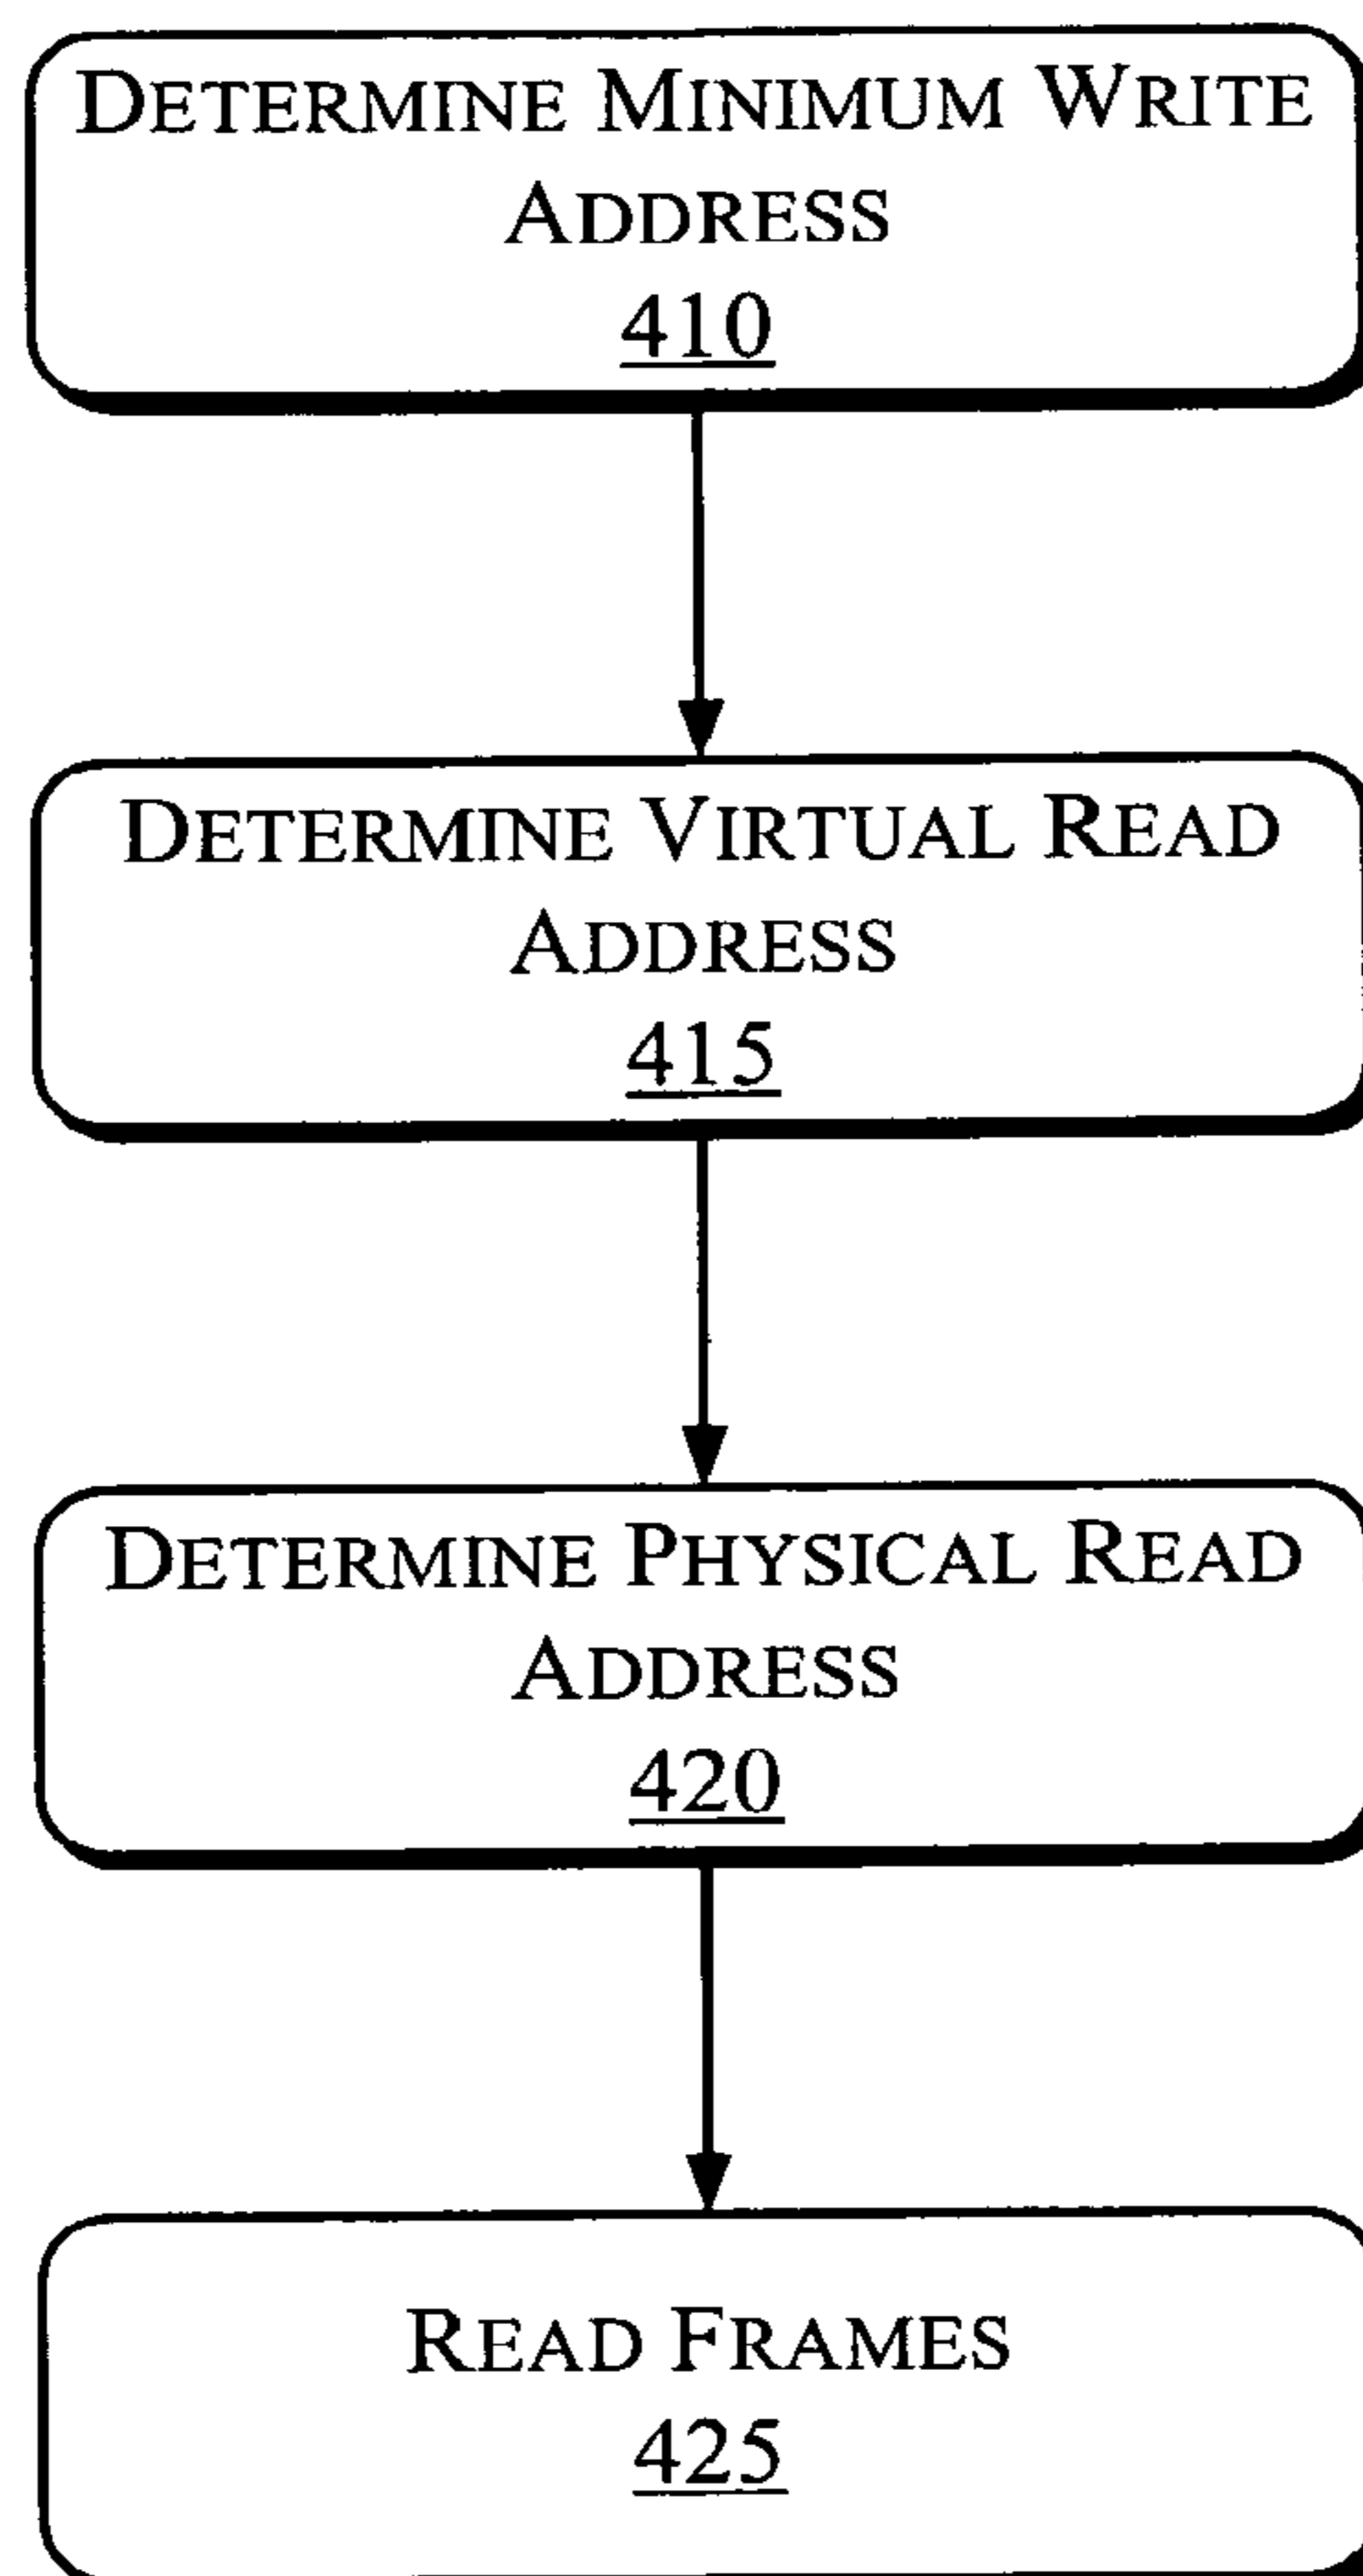 DETERMINE MINIMUM WRITE
ADDRESS
410
DETERMINE VIRTUAL READ
ADDRESS
415
DETERMINE PHYSICAL READ
ADDRESS
420
READ FRAMES
425